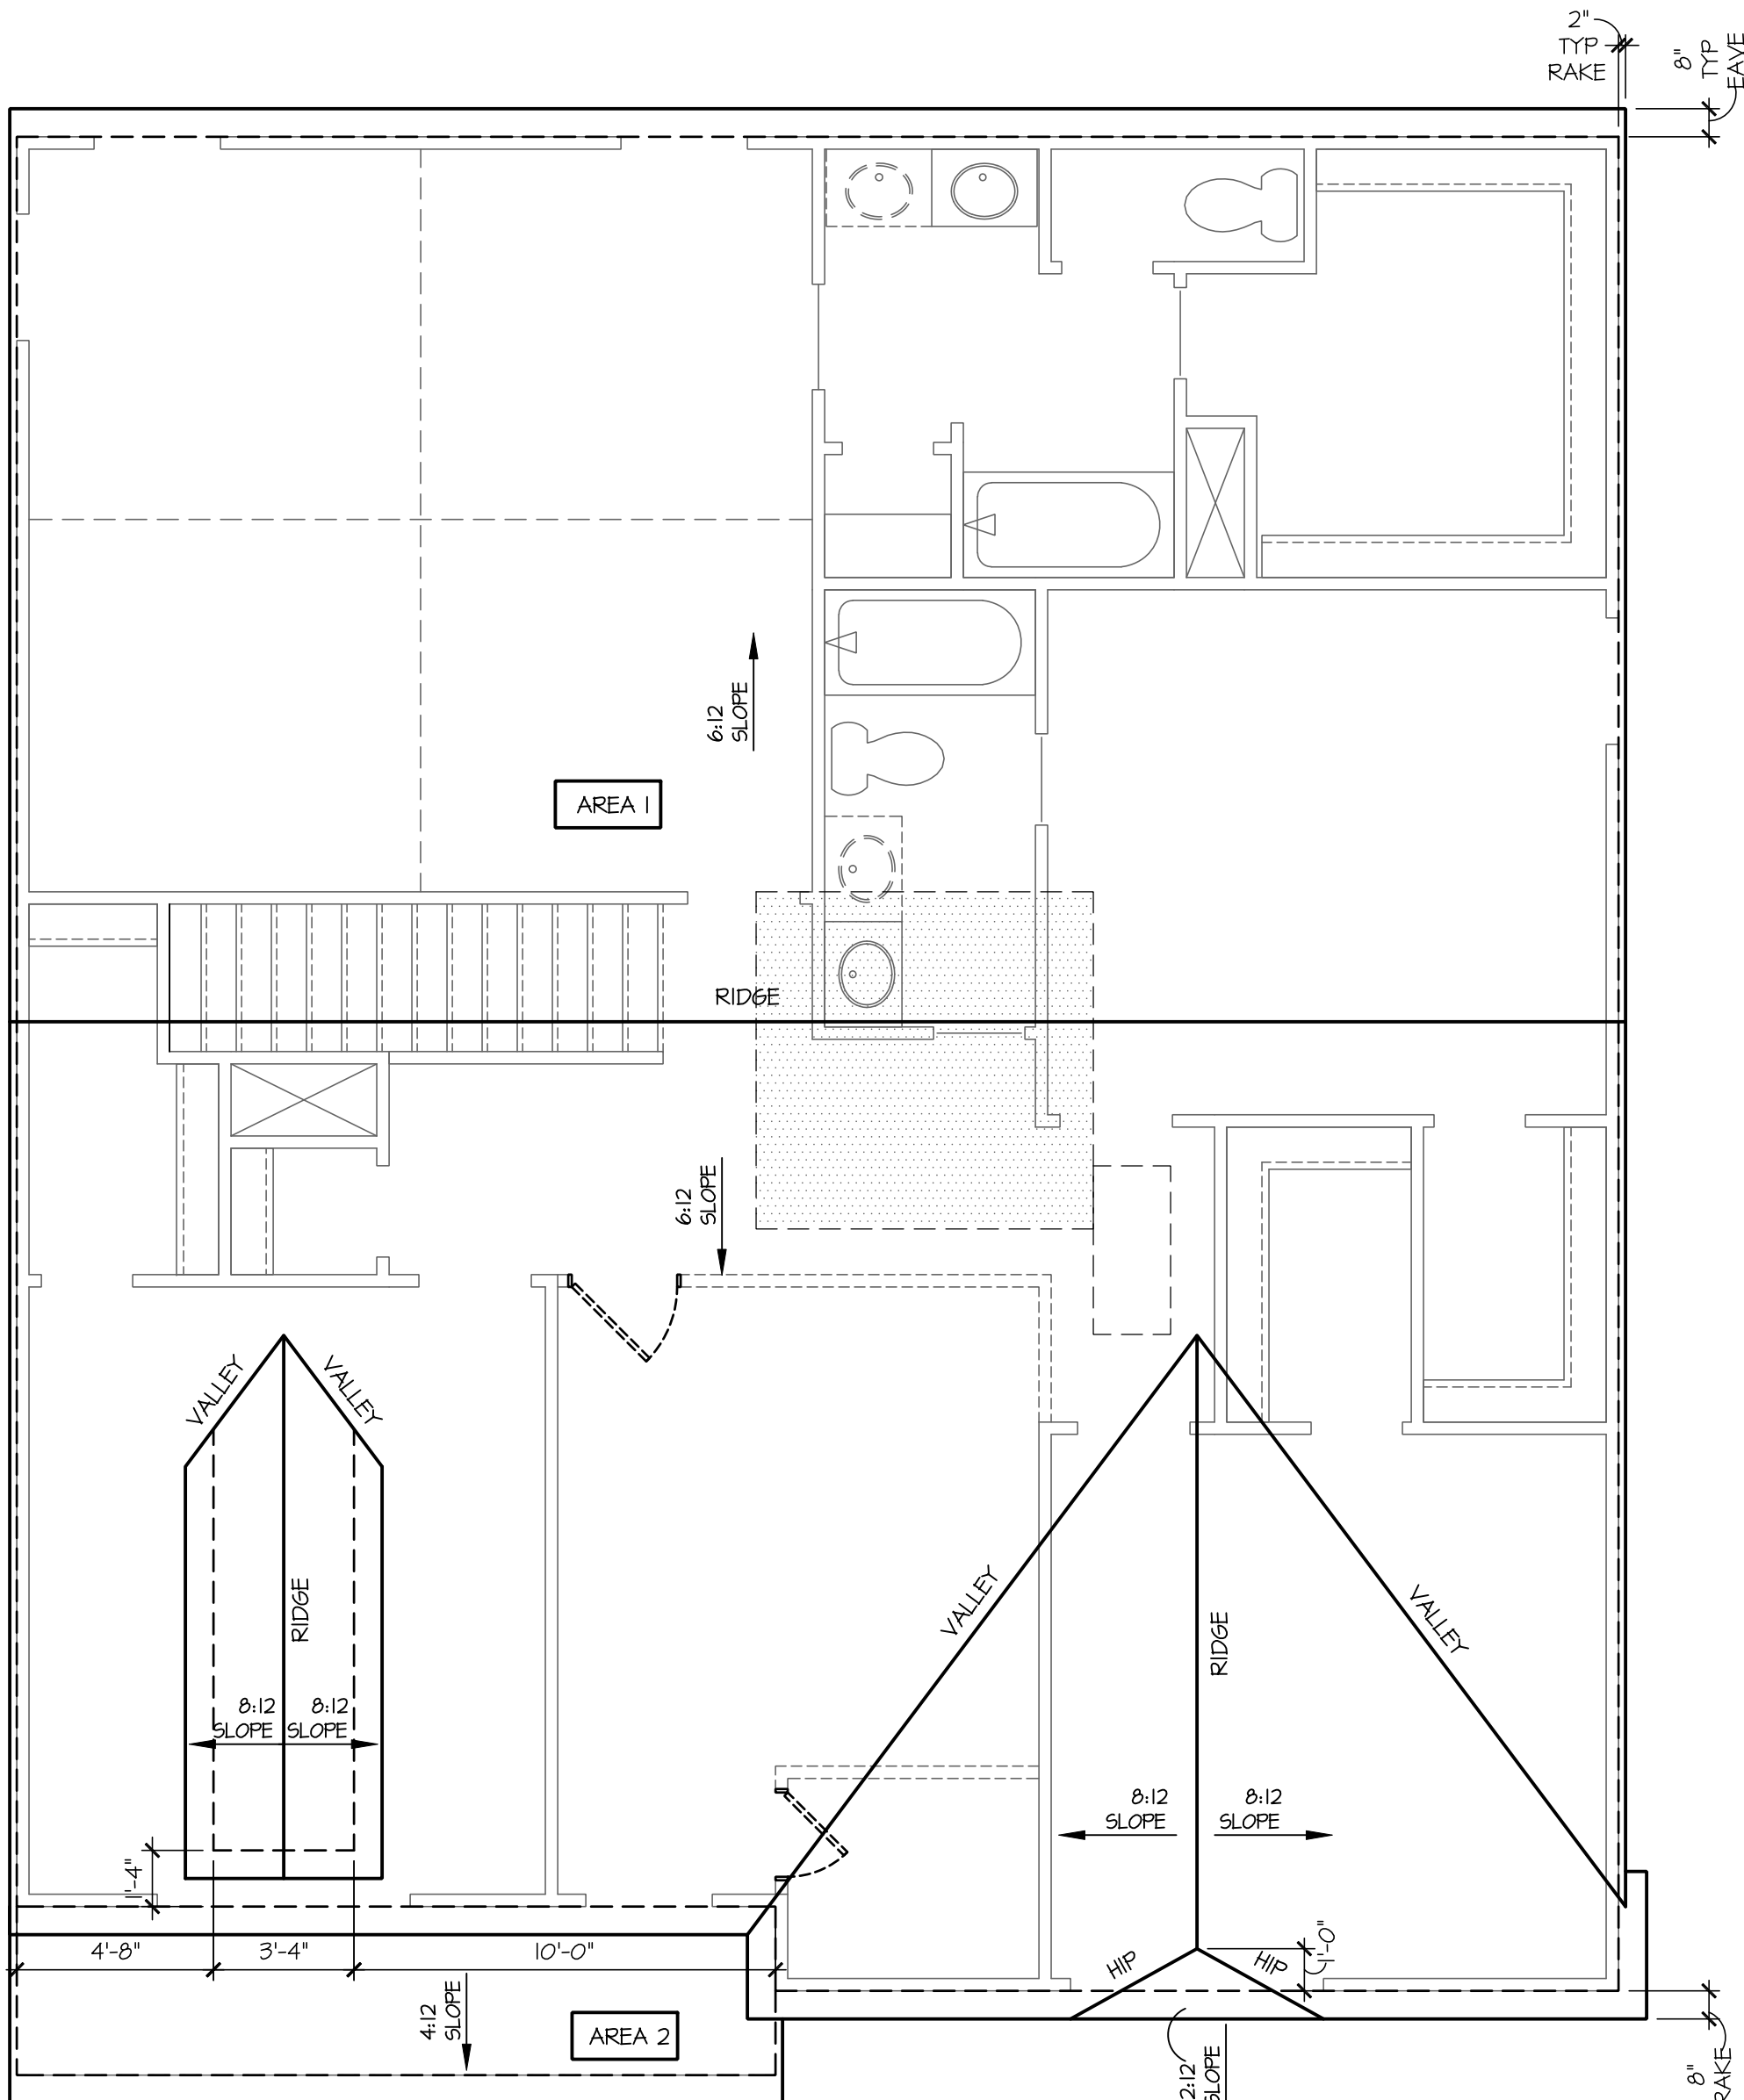 2"
TYP
RAKE
8"
TYP
EAVE
6:12
SLOPE
AREA 1
RIDGE
6:12
SLOPE
VALLEY
VALLEY
RIDGE
8:12
SLOPE
8:12
SLOPE
VALLEY
RIDGE
VALLEY
8:12
SLOPE
8:12
SLOPE
1'-4"
4'-8"
3'-4"
10'-0"
HIP
HIP
1'-0"
4:12
SLOPE
AREA 2
SLOPE
8"
RAKE